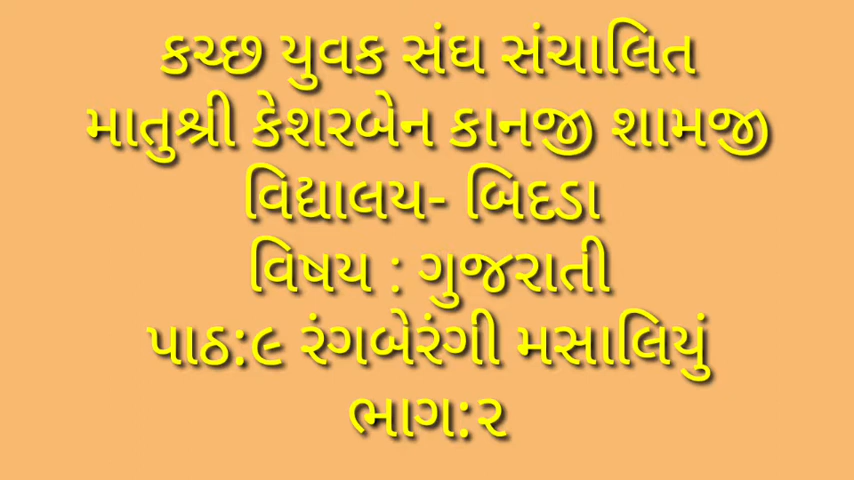 કચ્છ યુવક સંઘ સંચાલિત
માતુશ્રી કેશરબેન કાનજી શામજી
વિદ્યાલય- બિદડા
વિષય : ગુજરાતી
પાઠ:૯ રંગબેરંગી મસાલિયું
ભાગ:૨